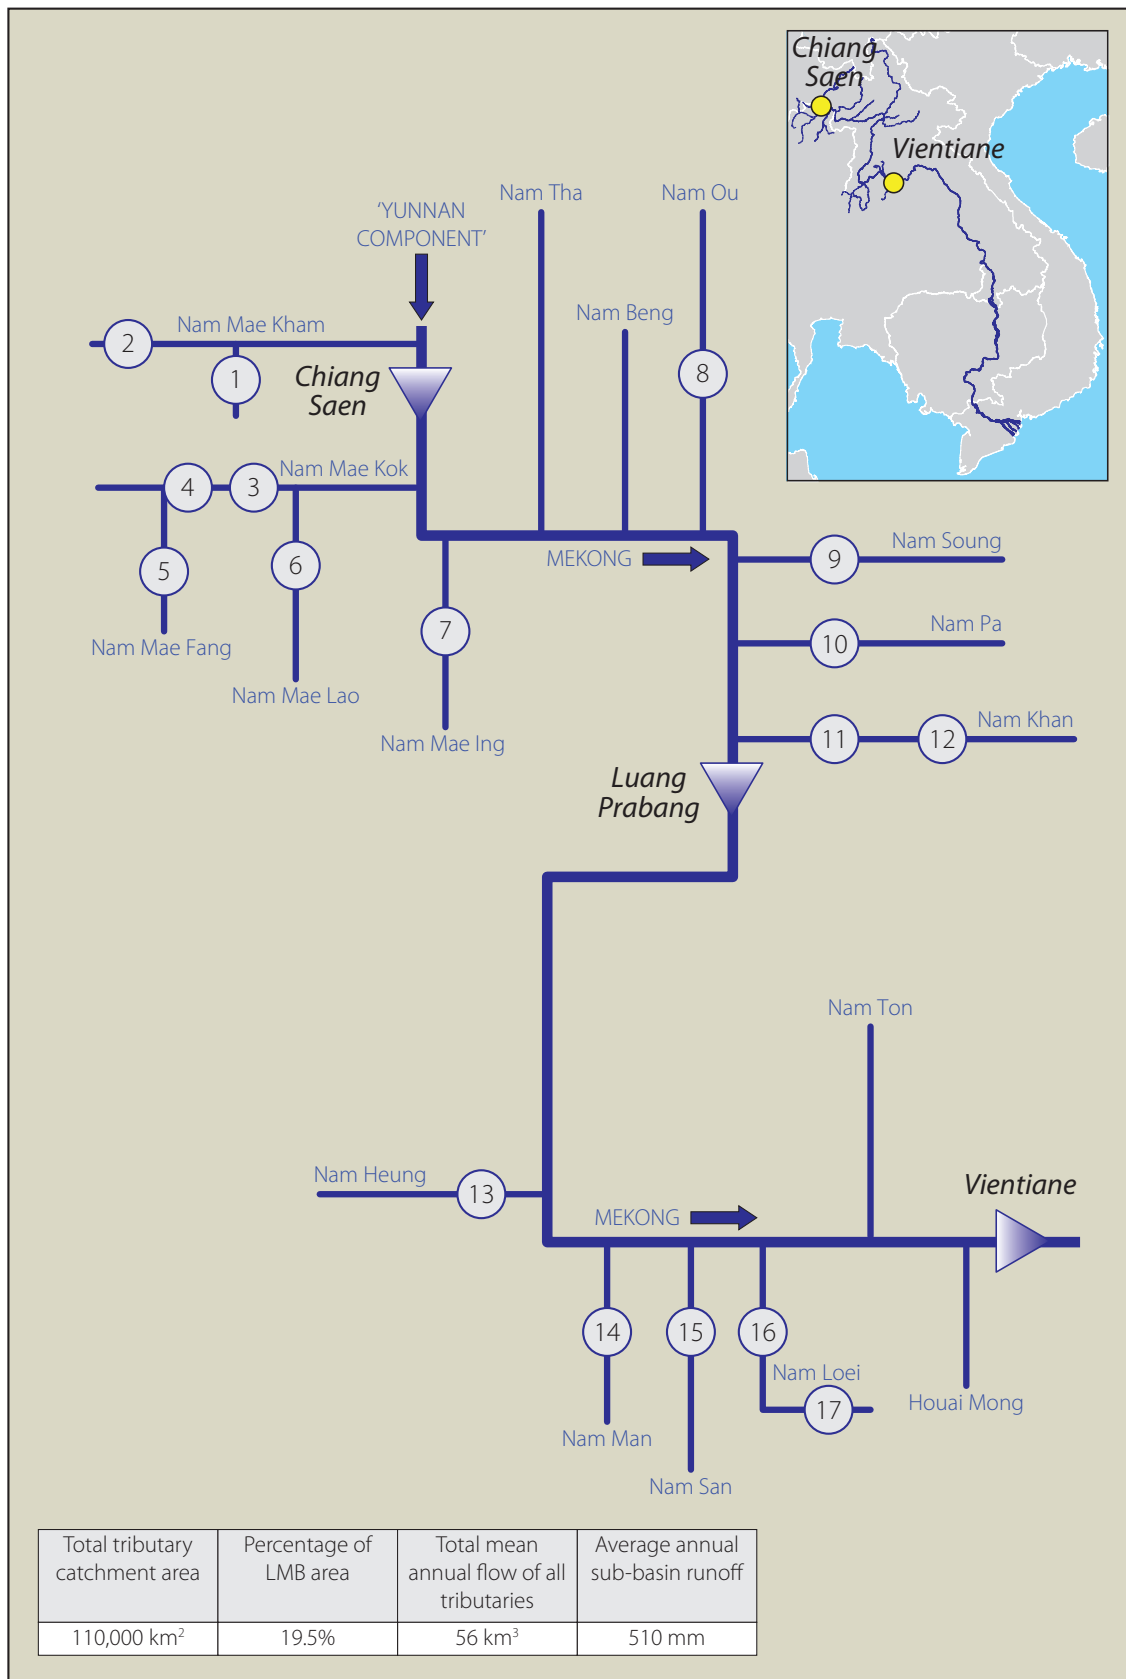 Chiang
Saen
Vientiane
Nam Tha
Nam Ou
'YUNNAN
COMPONENT'
Nam Beng
Nam Mae Kham
2
1
Chiang
Saen
8
Nam Mae Kok
4
3
MEKONG
Nam Soung
9
5
6
Nam Pa
10
7
Nam Mae Fang
Nam Mae Lao
Nam Mae Ing
Nam Khan
11
12
Luang
Prabang
Nam Ton
Nam Heung
13
Vientiane
MEKONG
14
15
16
Nam Loei
17
Houai Mong
Nam Man
Nam San
Total tributary
catchment area
Percentage of
LMB area
Total mean
annual flow of all
tributaries
Average annual
sub-basin runoff
110,000 km²
19.5%
56 km³
510 mm